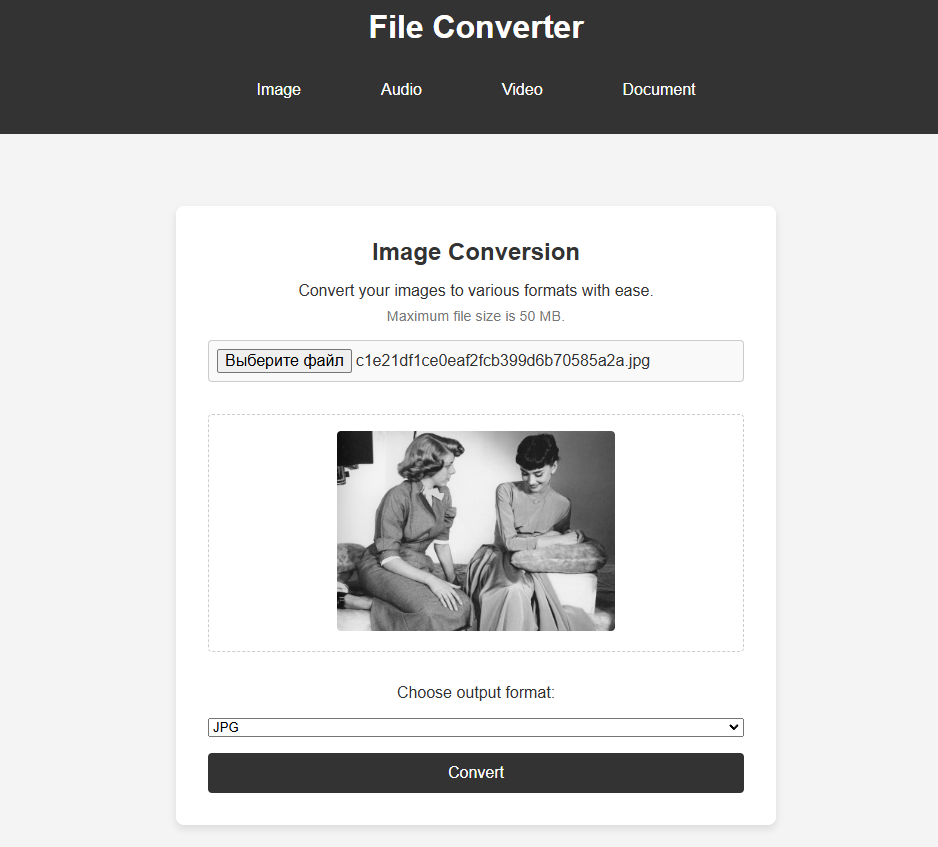 File Converter
Image Audio Video Document
Image Conversion
Convert your images to various formats with ease.
Maximum file size is 50 MB.
Выберите файл c1e21df1ce0eaf2fcb399d6b70585a2a.jpg
Choose output format:
JPG
Convert